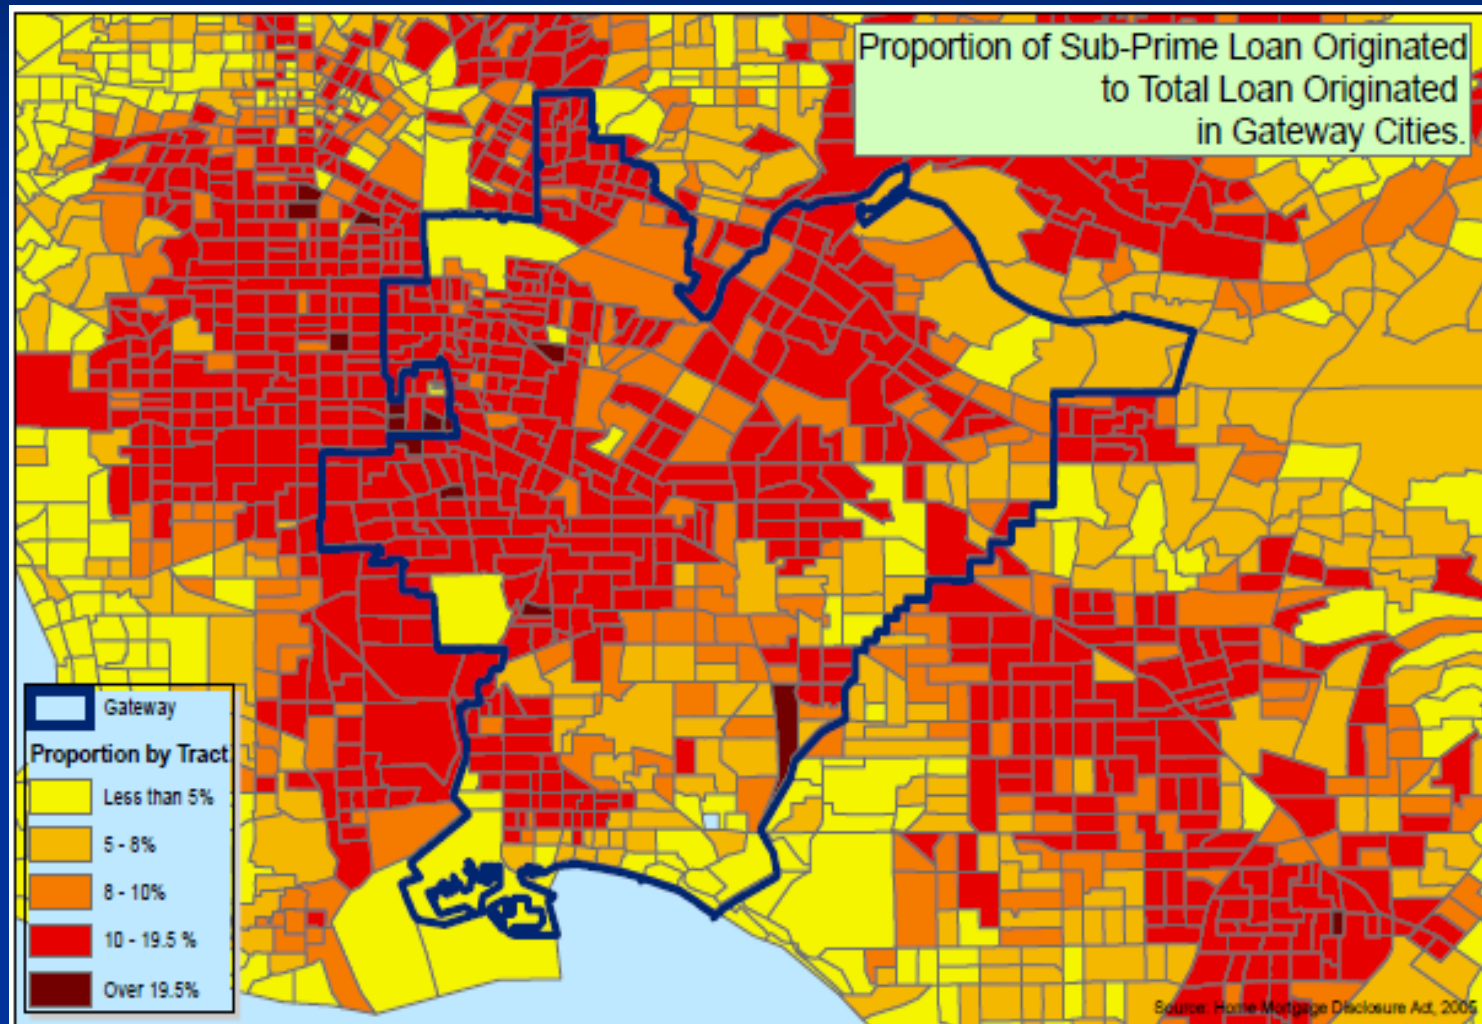 Proportion of Sub-Prime Loan Originated
to Total Loan Originated
in Gateway Cities.
Gateway
Proportion by Tract
Less than 5%
5 - 8%
8 - 10%
10 - 19.5 %
Over 19.5%
Source: Home Mortgage Disclosure Act,